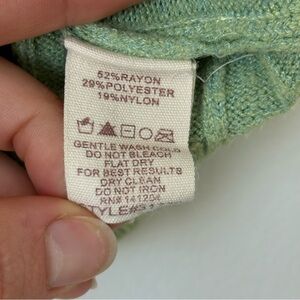 52%RAYON
29%POLYESTER
19%NYLON
GENTLE WASH COLD
DO NOT BLEACH
FLAT DRY
FOR BEST RESULTS
DRY CLEAN
DO NOT IRON
RN# 141204